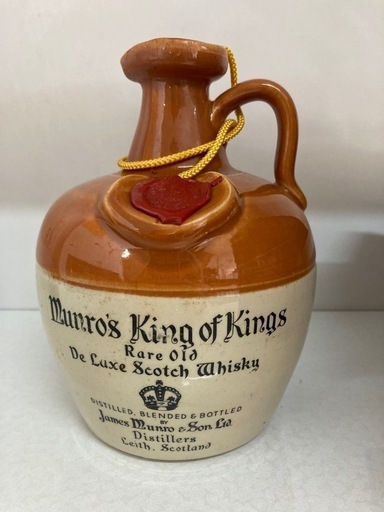 Munro's King of Kings
Rare Old
De Luxe Scotch Whisky
DISTILLED, BLENDED & BOTTLED
BY
James Munro & Son. Ltd.
Distillers
Leith, Scotland